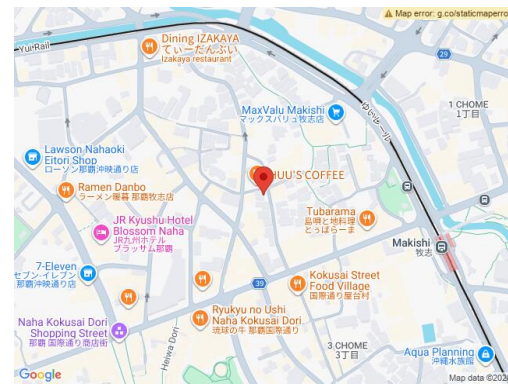 Map error: g.co/staticmaperro
Yui Rail
Dining IZAKAYA
てぃーだんぶい
Izakaya restaurant
29
MaxValu Makishi
マックスバリュ牧志店
ゆいレール
1 CHOME
1丁目
Lawson Nahaoki
Eitori Shop
ローソン那覇沖映通り店
HUU'S COFFEE
Ramen Danbo
ラーメン暖暮 那覇牧志店
Tubarama
島唄と地料理
とぅばらーま
JR Kyushu Hotel
Blossom Naha
JR九州ホテル
ブラッサム那覇
Makishi
牧志
7-Eleven
セブン-イレブン
那覇沖映通り店
39
Kokusai Street
Food Village
国際通り屋台村
Ryukyu no Ushi
Naha Kokusai Dori
琉球の牛 那覇国際通り
Naha Kokusai Dori
Shopping Street
那覇 国際通り商店街
Heiwa Dori
3 CHOME
3丁目
Aqua Planning
沖縄水族館
Google
Map data ©202